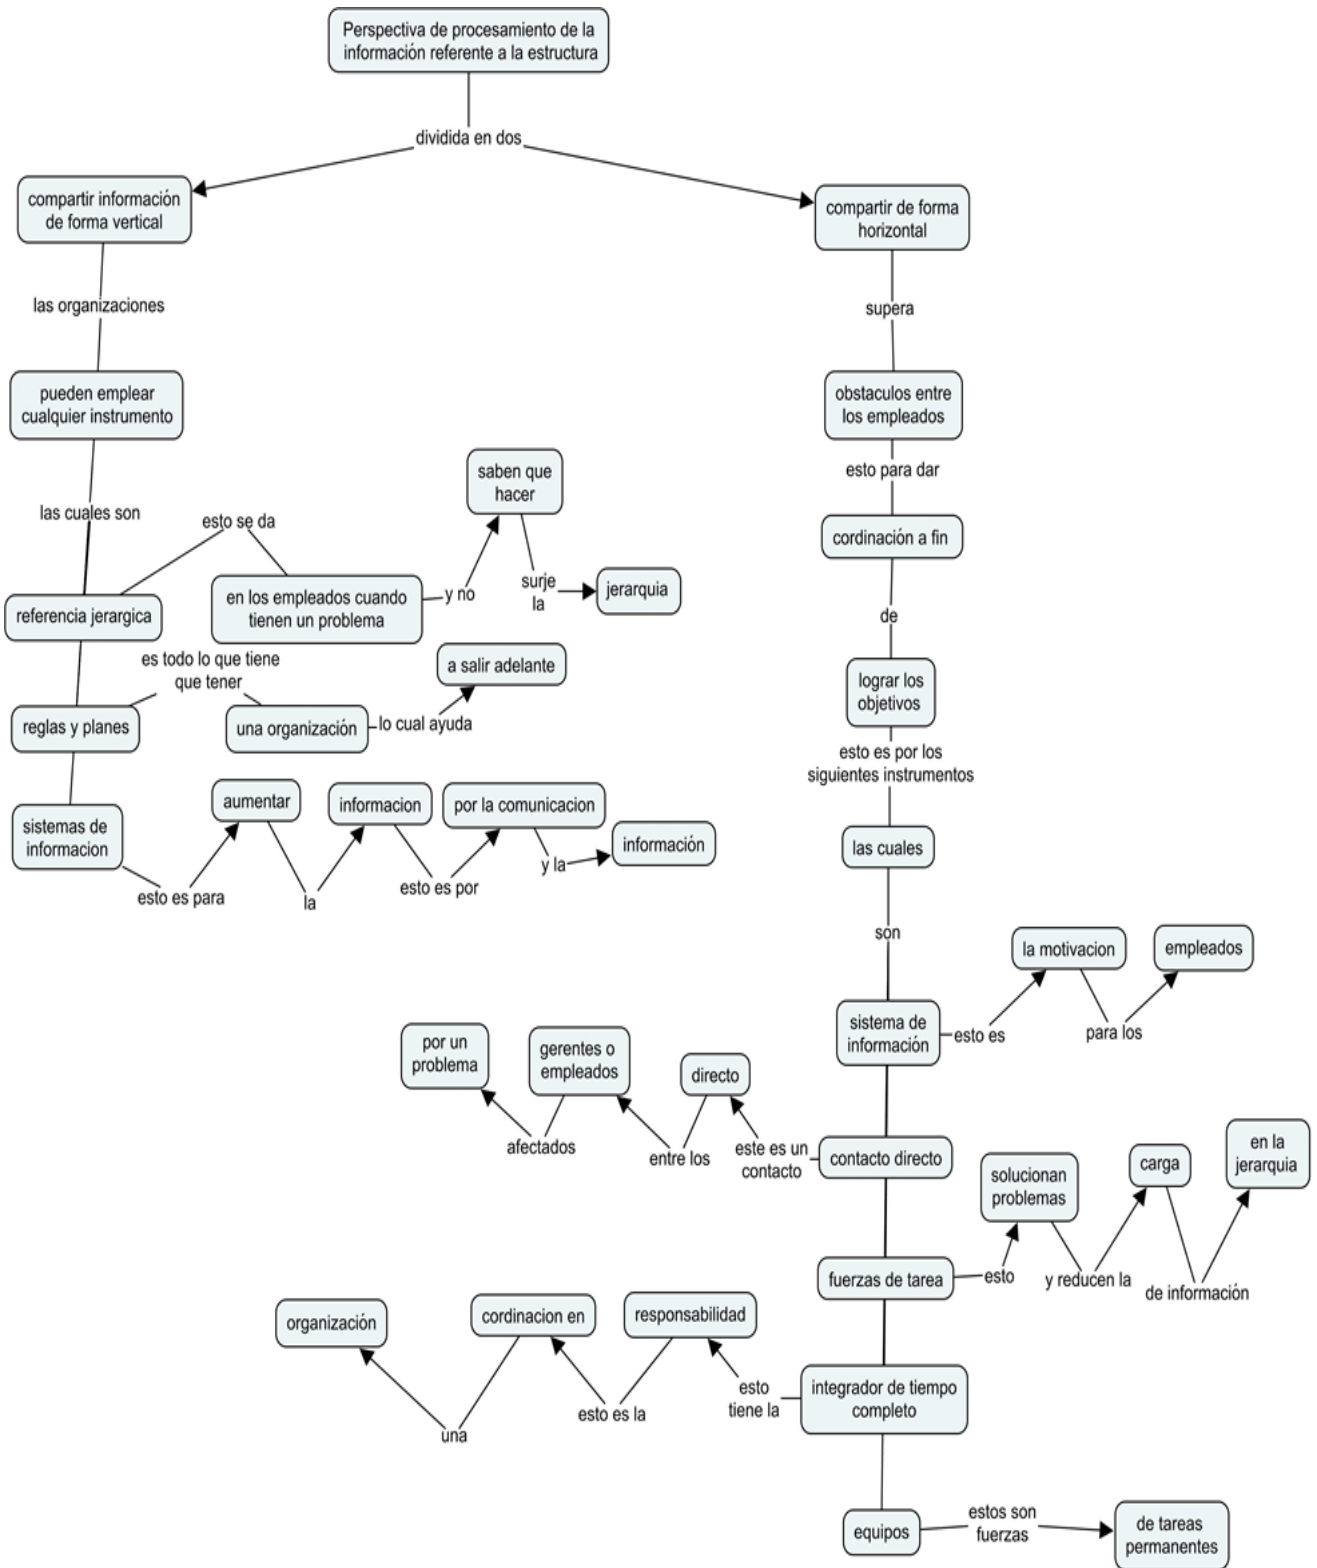 Perspectiva de procesamiento de la
información referente a la estructura
dividida en dos
compartir información
de forma vertical
las organizaciones
pueden emplear
cualquier instrumento
las cuales son
referencia jerargica
esto se da
en los empleados cuando
tienen un problema
y no
saben que
hacer
surje
la
jerarquia
reglas y planes
es todo lo que tiene
que tener
una organización
lo cual ayuda
a salir adelante
sistemas de
informacion
esto es para
aumentar
la
informacion
esto es por
por la comunicacion
y la
información
compartir de forma
horizontal
supera
obstaculos entre
los empleados
esto para dar
cordinación a fin
de
lograr los
objetivos
esto es por los
siguientes instrumentos
las cuales
son
sistema de
información
esto es
la motivacion
para los
empleados
contacto directo
este es un
contacto
directo
entre los
gerentes o
empleados
afectados
por un
problema
fuerzas de tarea
esto
solucionan
problemas
y reducen la
carga
de información
en la
jerarquia
integrador de tiempo
completo
esto
tiene la
responsabilidad
esto es la
cordinacion en
una
organización
equipos
estos son
fuerzas
de tareas
permanentes